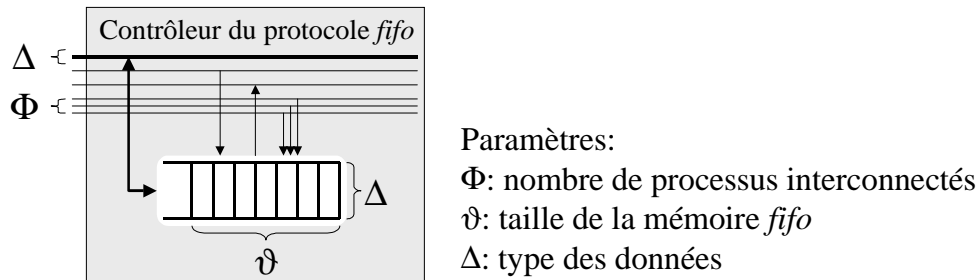 Contrôleur du protocole fifo
Δ
Φ
Δ
ϑ
Paramètres:
Φ: nombre de processus interconnectés
ϑ: taille de la mémoire fifo
Δ: type des données